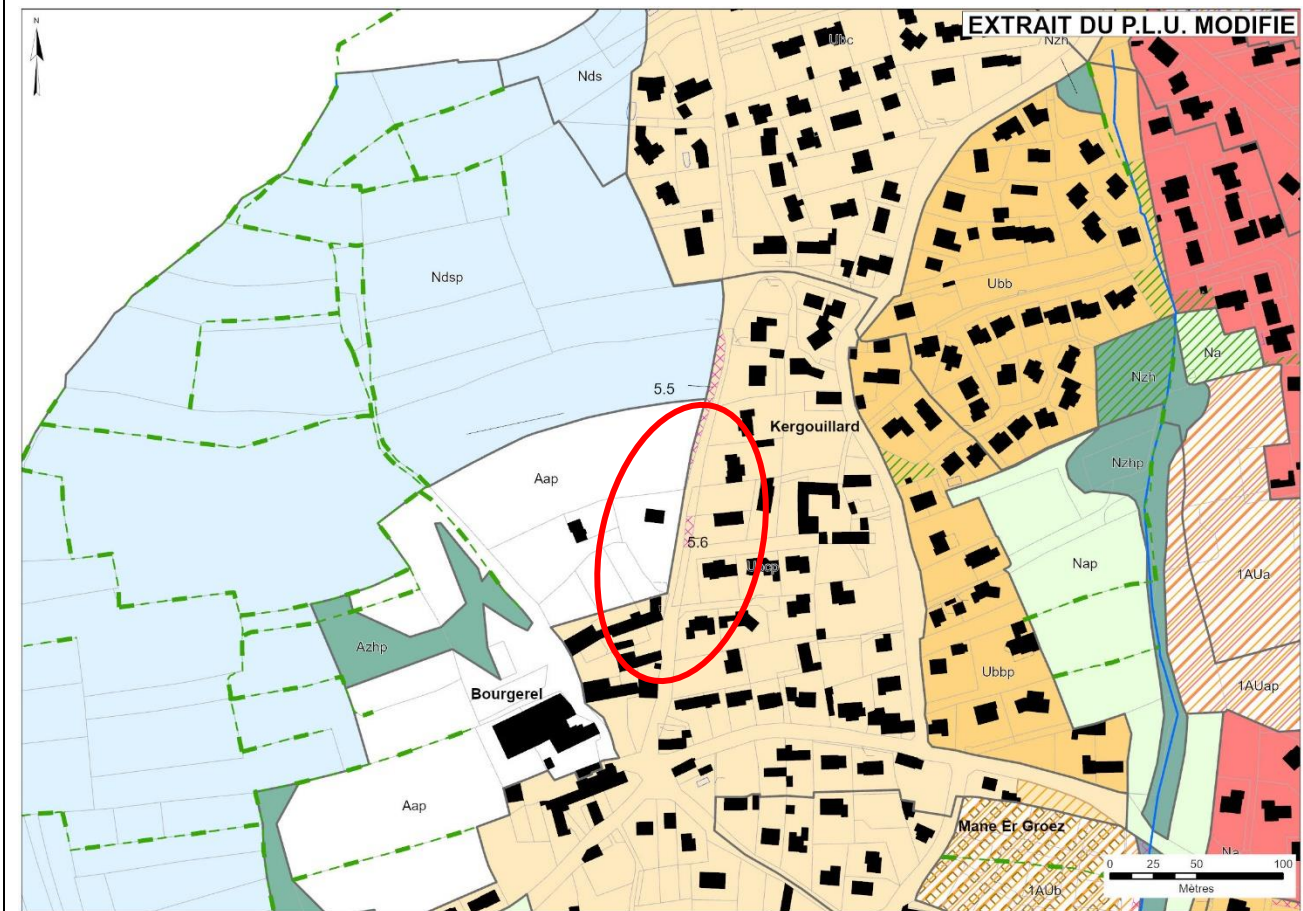 EXTRAIT DU P.L.U. MODIFIE
N
Ubc
Nzh
Nds
Ndsp
Ubb
Na
Nzh
5.5
Kergouillard
Nzhp
Aap
5.6
Ubcp
Nap
1AUa
Azhp
Ubbp
1AUap
Bourgerel
Aap
Mane Er Groez
Na
1AUb
0 25 50 100
Mètres